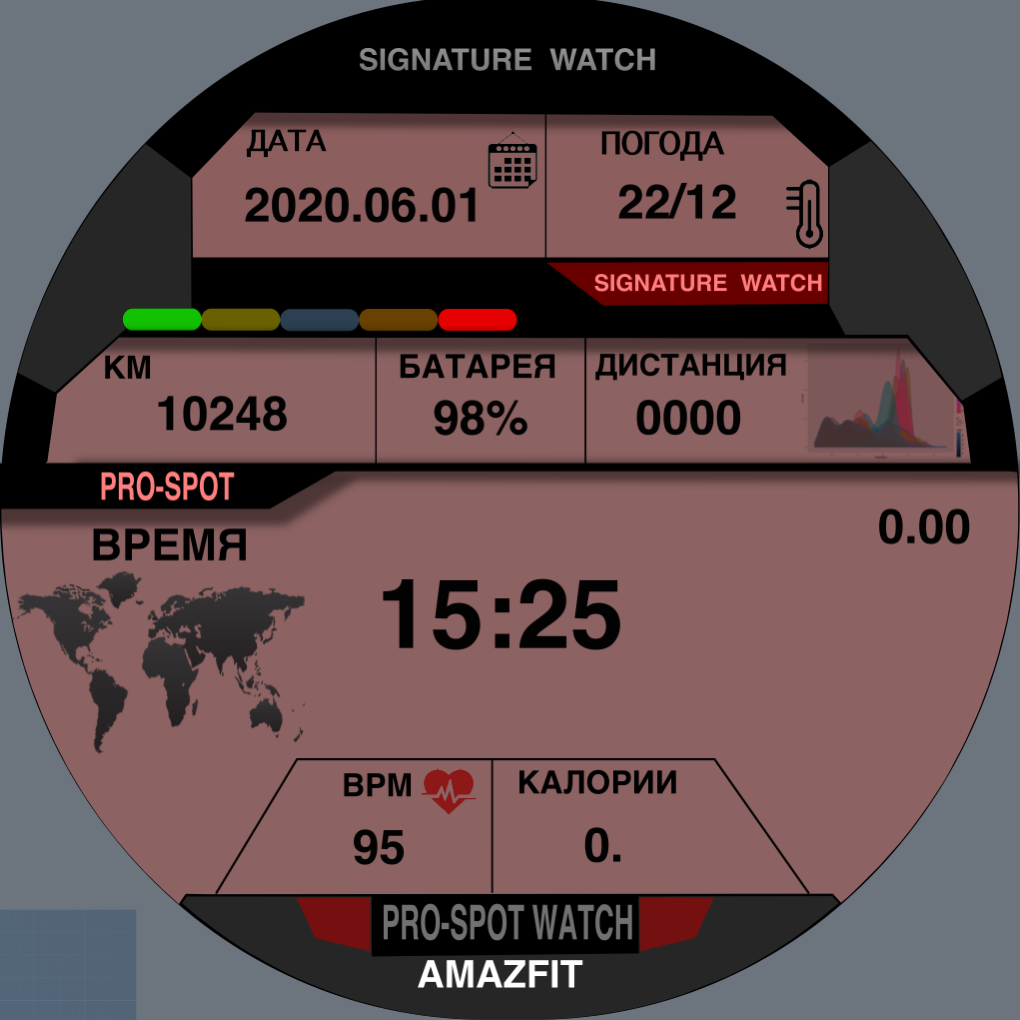 SIGNATURE WATCH
ДАТА
2020.06.01
ПОГОДА
22/12
SIGNATURE WATCH
КМ
10248
БАТАРЕЯ
98%
ДИСТАНЦИЯ
0000
PRO-SPOT
ВРЕМЯ
0.00
15:25
BPM
95
КАЛОРИИ
0.
PRO-SPOT WATCH
AMAZFIT